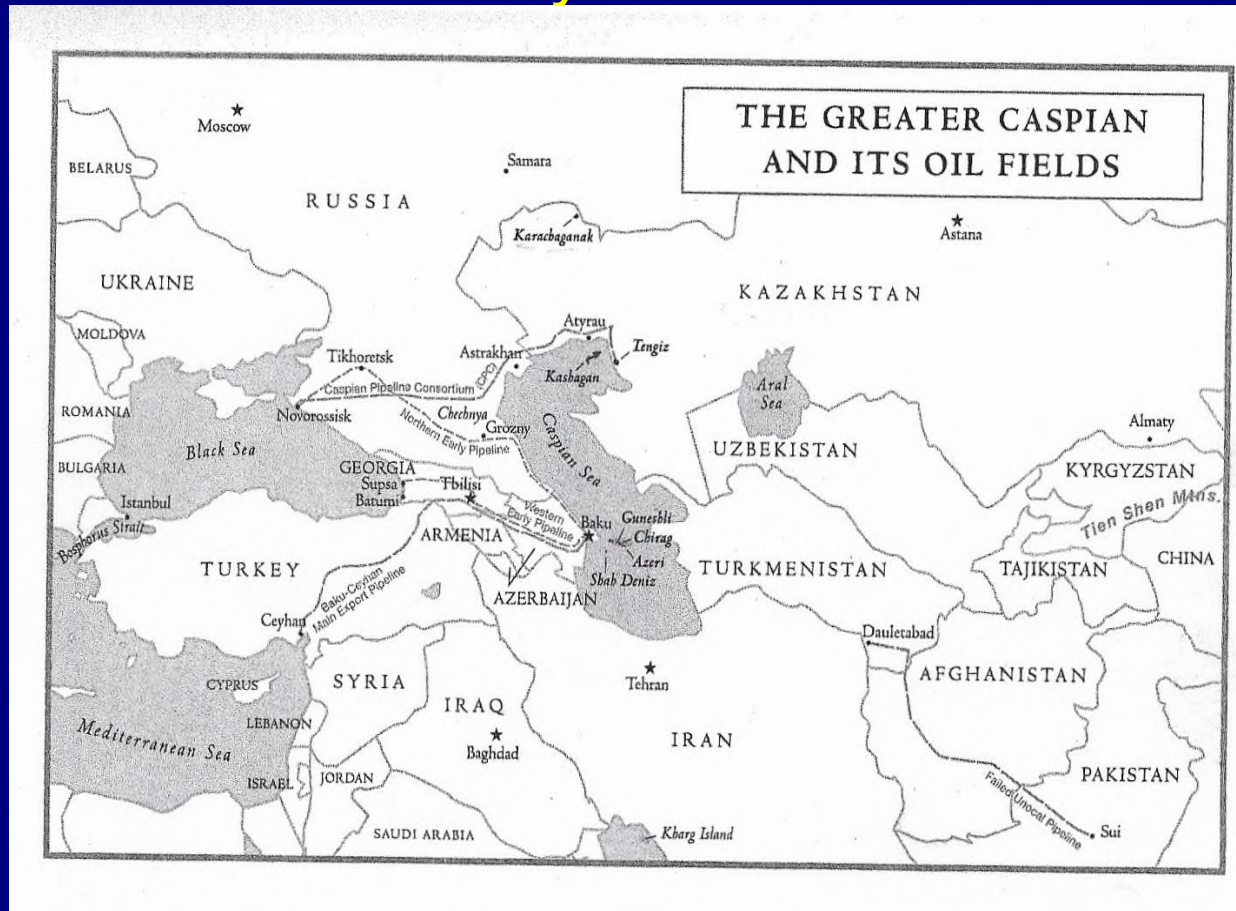 THE GREATER CASPIAN
AND ITS OIL FIELDS
Moscow
BELARUS
Samara
RUSSIA
Karachaganak
Astana
UKRAINE
KAZAKHSTAN
MOLDOVA
Atyrau
Tikhoretsk
Astrakhan
Tengiz
Kashagan
(CPC)
Caspian Pipeline Consortium
Aral
Sea
ROMANIA
Novorossisk
Chechnya
Grozny
Northern Early Pipeline
Caspian Sea
Almaty
Black Sea
UZBEKISTAN
BULGARIA
GEORGIA
KYRGYZSTAN
Supsa
Tbilisi
Batumi
Istanbul
Western
Early Pipeline
Tien Shen Mtns.
Bosphorus Strait
Baku
Guneshli
Chirag
ARMENIA
Azeri
CHINA
TURKEY
Shah Deniz
TURKMENISTAN
TAJIKISTAN
AZERBAIJAN
Baku-Ceyhan
Main Export Pipeline
Ceyhan
Dauletabad
AFGHANISTAN
CYPRUS
SYRIA
Tehran
IRAQ
LEBANON
Mediterranean Sea
Baghdad
IRAN
ISRAEL
JORDAN
PAKISTAN
Failed Unocal Pipeline
SAUDI ARABIA
Kharg Island
Sui